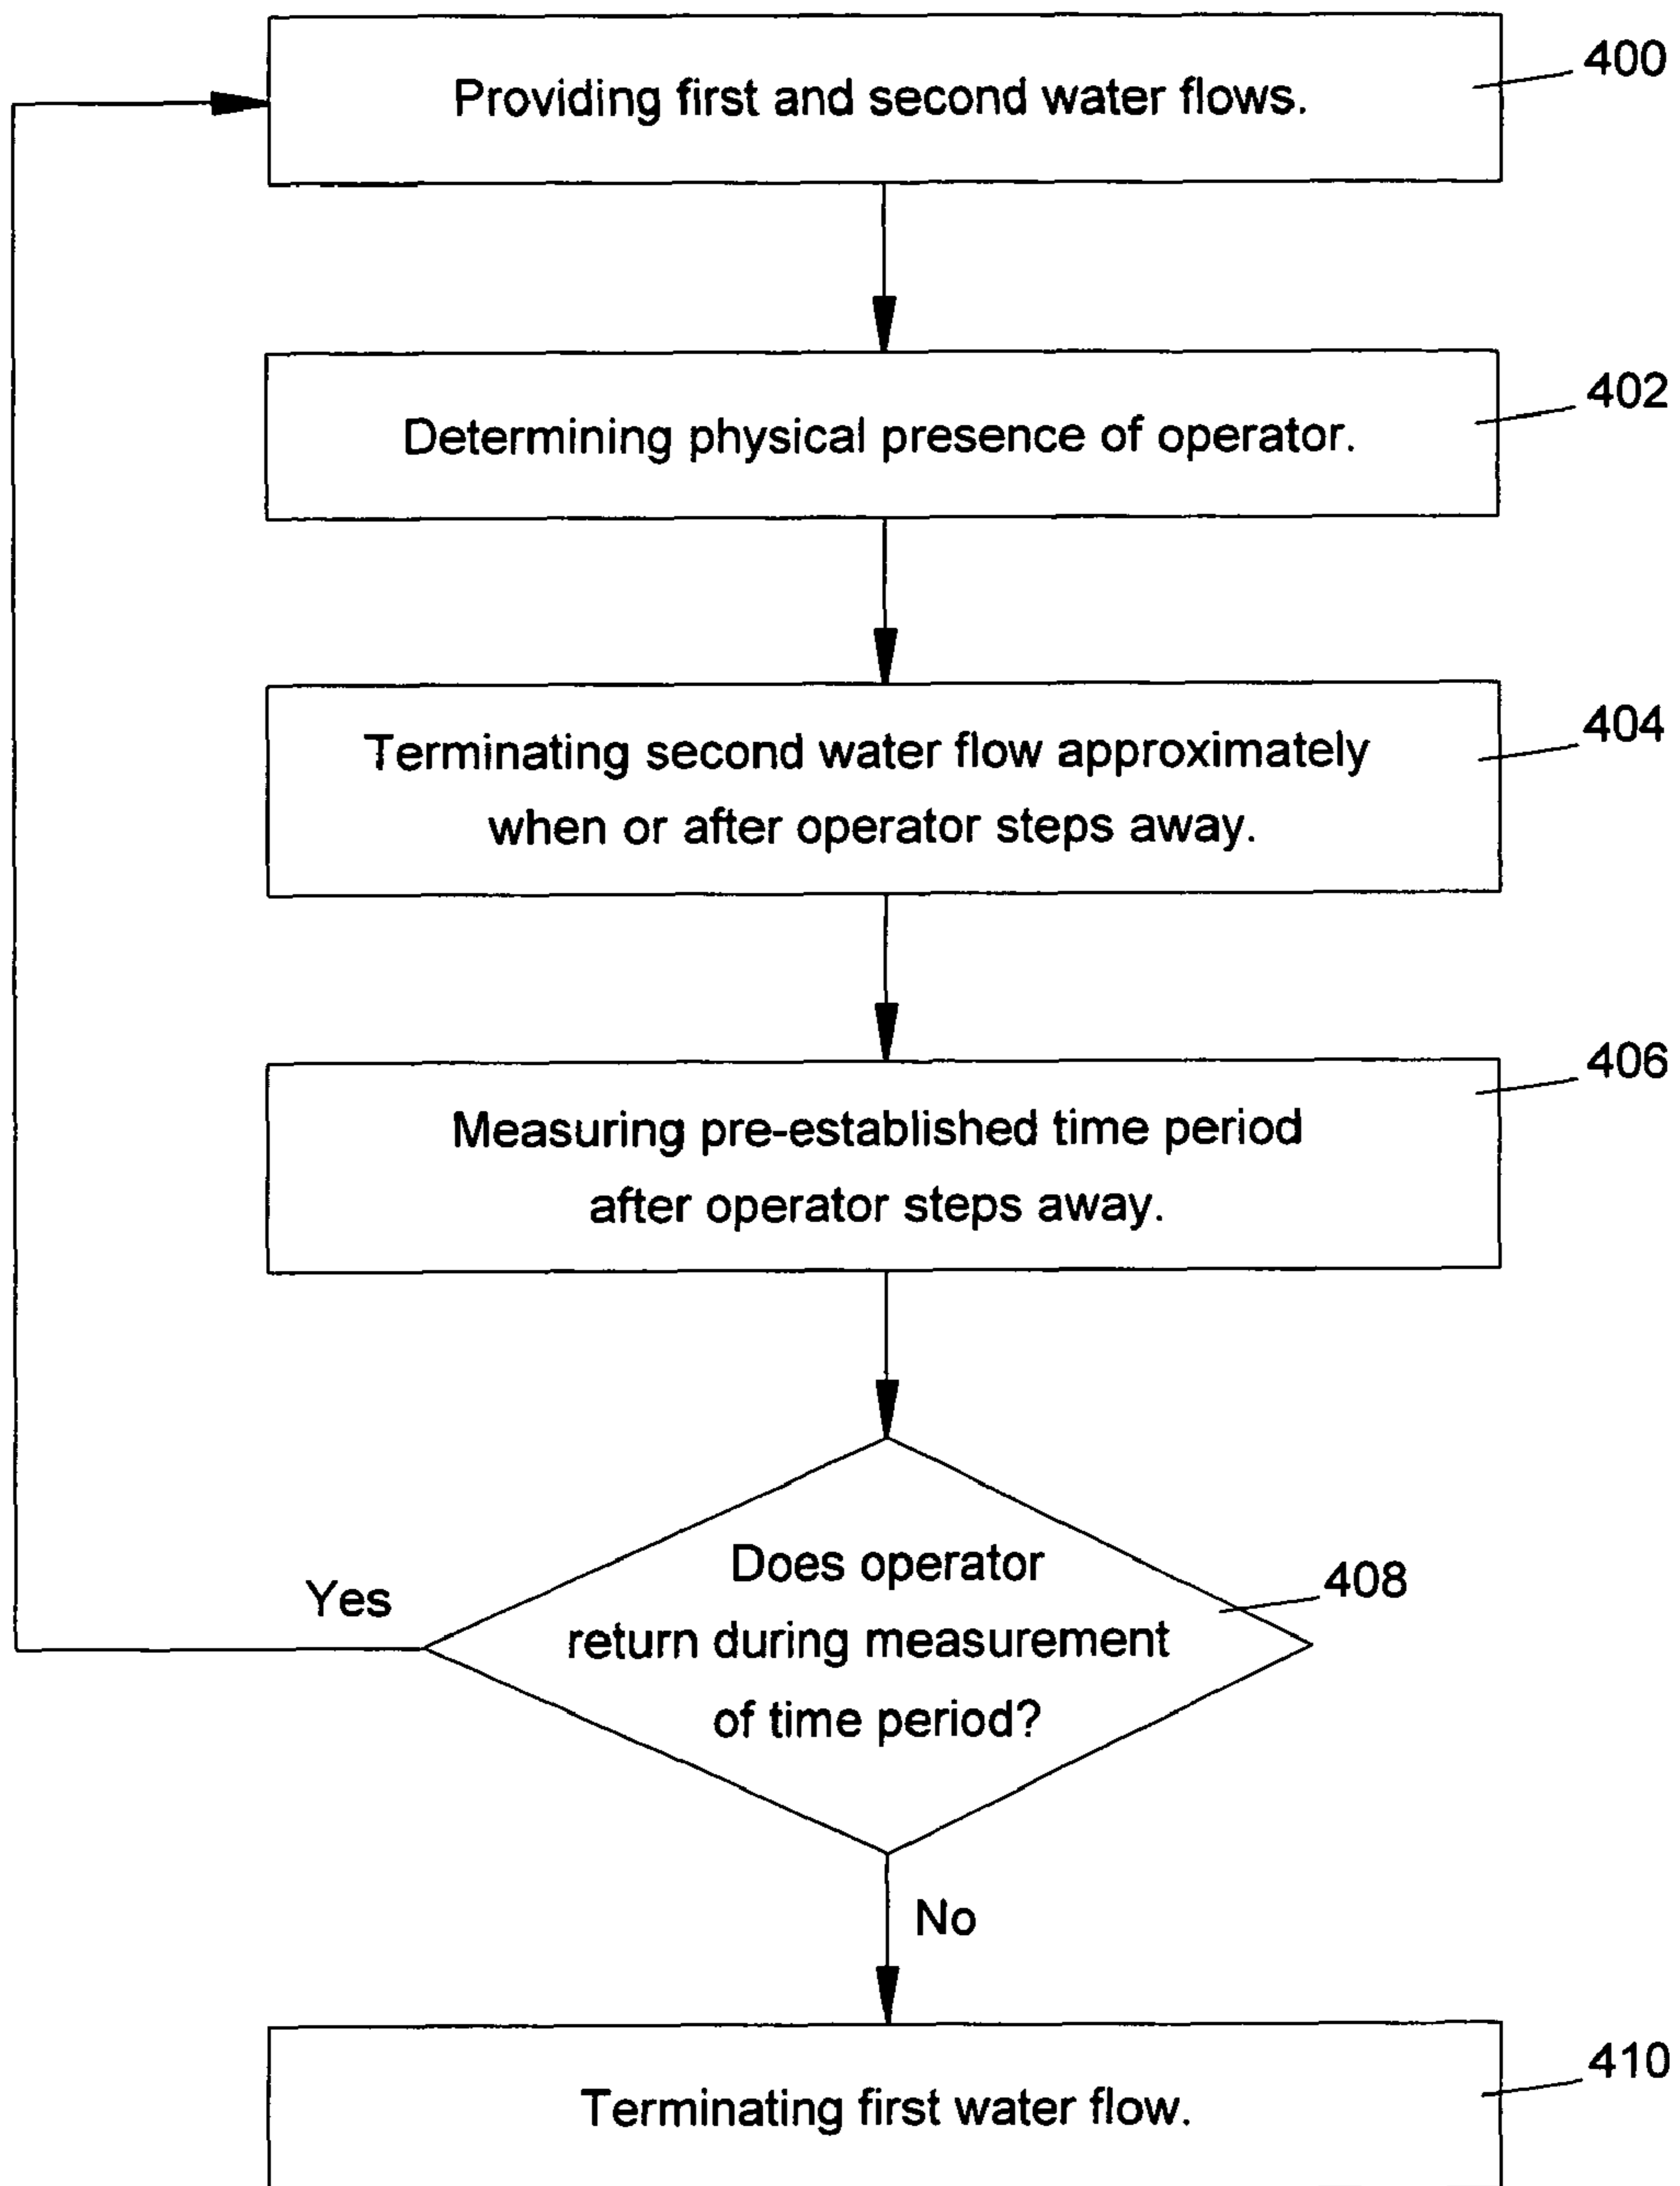 400
Providing first and second water flows.
402
Determining physical presence of operator.
404
Terminating second water flow approximately
when or after operator steps away.
406
Measuring pre-established time period
after operator steps away.
Does operator
408
Yes
return during measurement
of time period?
No
410
Terminating first water flow.